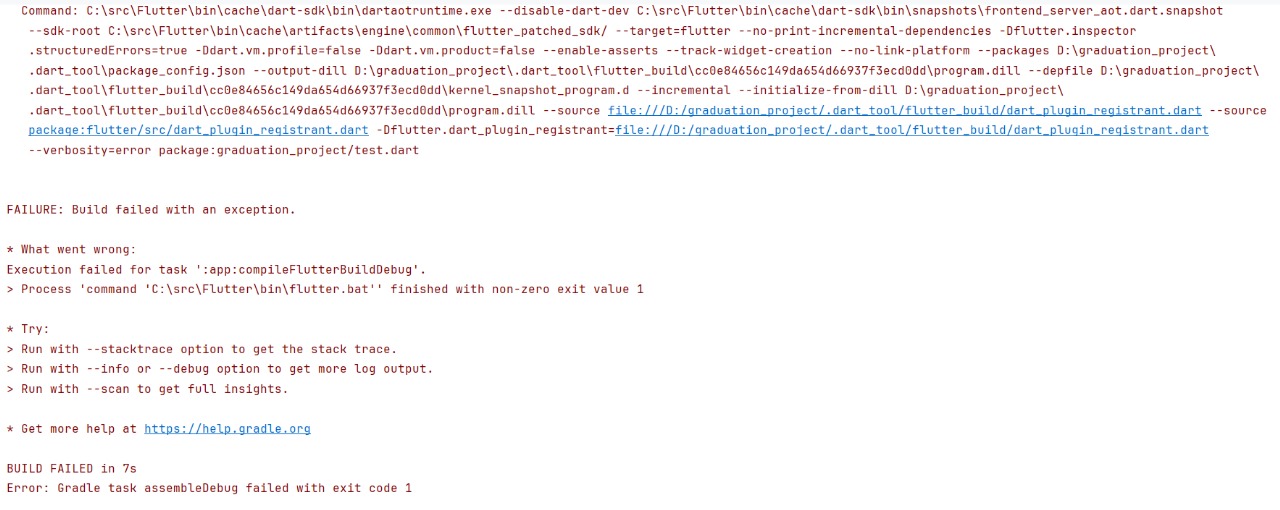 Command: C:\src\Flutter\bin\cache\dart-sdk\bin\dartaotruntime.exe --disable-dart-dev C:\src\Flutter\bin\cache\dart-sdk\bin\snapshots\frontend_server_aot.dart.snapshot
--sdk-root C:\src\Flutter\bin\cache\artifacts\engine\common\flutter_patched_sdk/ --target=flutter --no-print-incremental-dependencies -Dflutter.inspector
.structuredErrors=true -Ddart.vm.profile=false -Ddart.vm.product=false --enable-asserts --track-widget-creation --no-link-platform --packages D:\graduation_project\
.dart_tool\package_config.json --output-dill D:\graduation_project\.dart_tool\flutter_build\cc0e84656c149da654d66937f3ecd0dd\program.dill --depfile D:\graduation_project\
.dart_tool\flutter_build\cc0e84656c149da654d66937f3ecd0dd\kernel_snapshot_program.d --incremental --initialize-from-dill D:\graduation_project\
.dart_tool\flutter_build\cc0e84656c149da654d66937f3ecd0dd\program.dill --source file:///D:/graduation_project/.dart_tool/flutter_build/dart_plugin_registrant.dart --source
package:flutter/src/dart_plugin_registrant.dart -Dflutter.dart_plugin_registrant=file:///D:/graduation_project/.dart_tool/flutter_build/dart_plugin_registrant.dart
--verbosity=error package:graduation_project/test.dart
FAILURE: Build failed with an exception.
* What went wrong:
Execution failed for task ':app:compileFlutterBuildDebug'.
> Process 'command 'C:\src\Flutter\bin\flutter.bat'' finished with non-zero exit value 1
* Try:
> Run with --stacktrace option to get the stack trace.
> Run with --info or --debug option to get more log output.
> Run with --scan to get full insights.
* Get more help at https://help.gradle.org
BUILD FAILED in 7s
Error: Gradle task assembleDebug failed with exit code 1